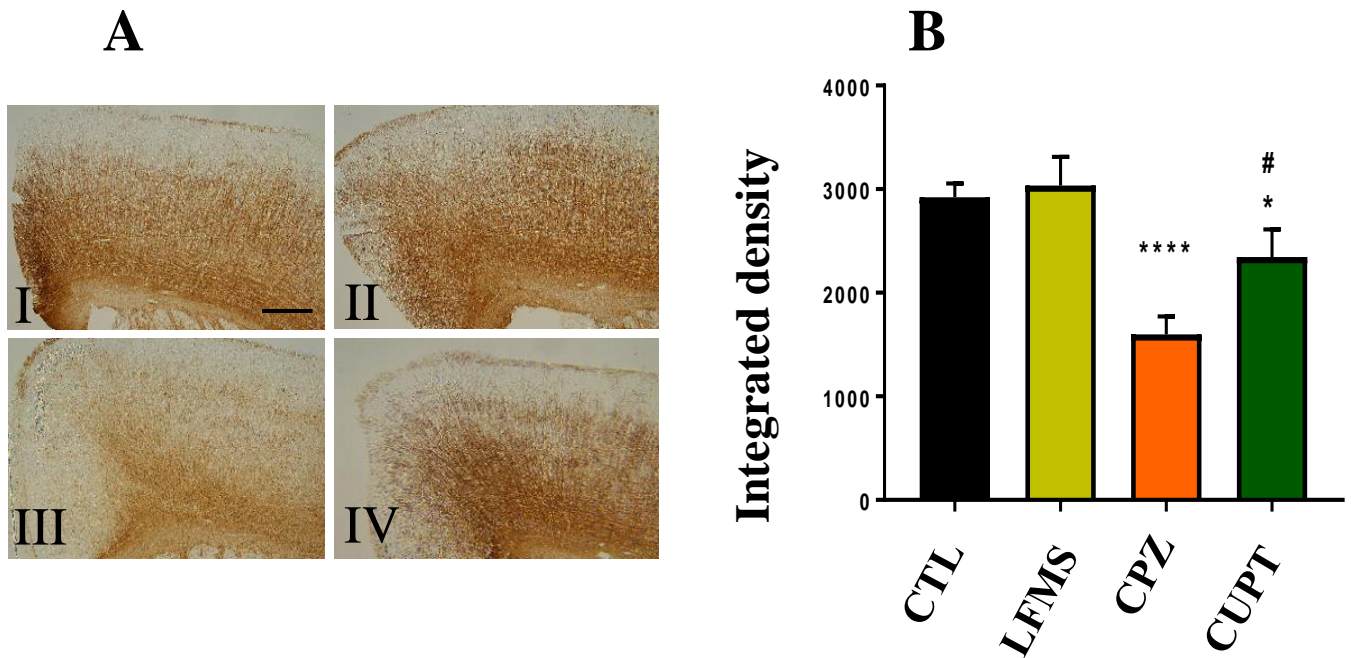 A
I
II
III
IV
B
Integrated density
4000
3000
2000
1000
0
****
#
*
CTL
LFMS
CPZ
CUPT